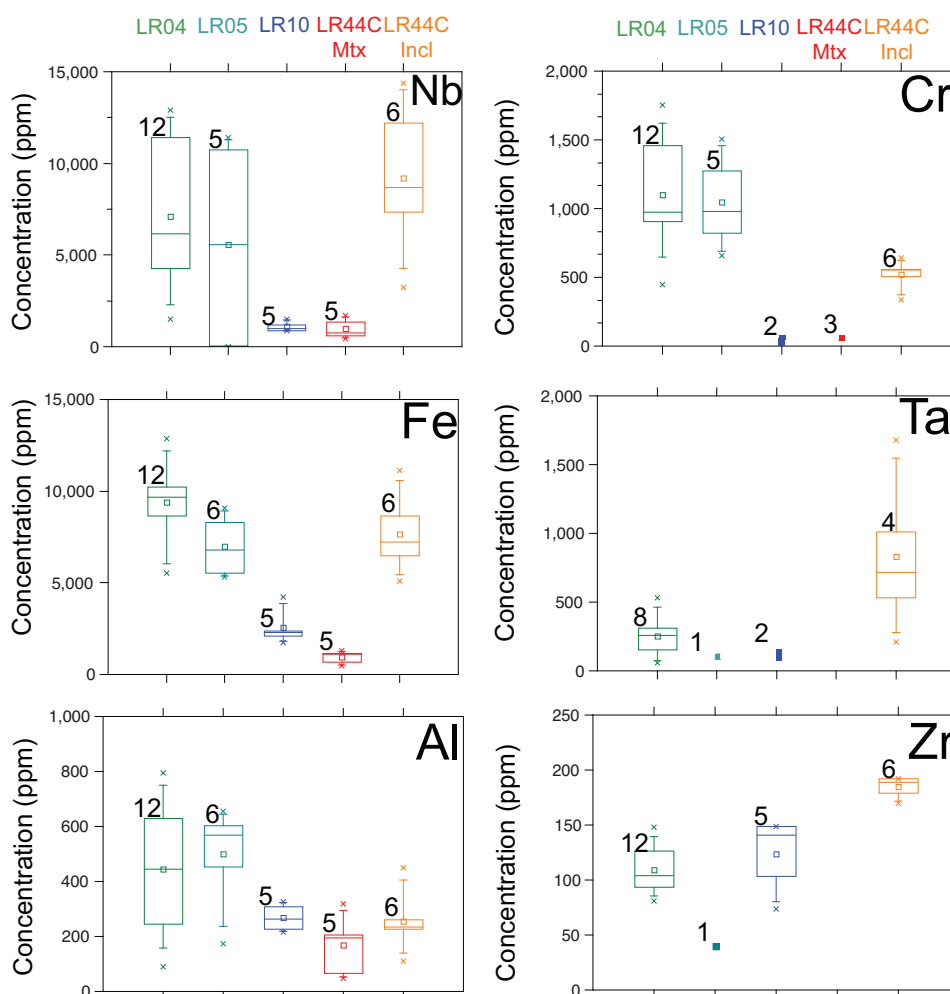 LR04 LR05 LR10 LR44C LR44C
Mtx Incl
LR04 LR05 LR10 LR44C LR44C
Mtx Incl
Nb
Concentration (ppm)
15,000
10,000
5,000
0
12 5 5 5 6
Cr
Concentration (ppm)
2,000
1,500
1,000
500
0
12 5 2 3 6
Fe
Concentration (ppm)
15,000
10,000
5,000
0
12 6 5 5 6
Ta
Concentration (ppm)
2,000
1,500
1,000
500
0
8 1 2 4
Al
Concentration (ppm)
1,000
800
600
400
200
0
12 6 5 5 6
Zr
Concentration (ppm)
250
200
150
100
50
0
12 1 5 6